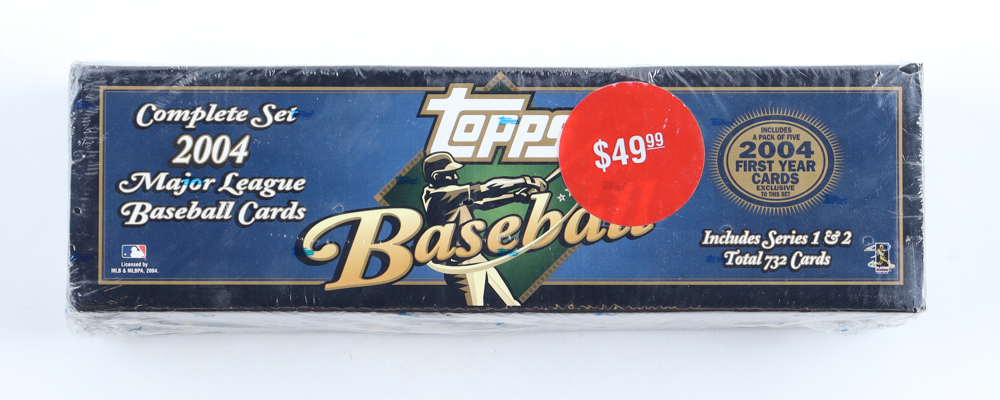 Complete Set
2004
Major League
Baseball Cards
Licensed by
MLB & MLBPA, 2004.
Topps
Baseball
$49.99
INCLUDES
A PACK OF FIVE
2004
FIRST YEAR
CARDS
EXCLUSIVE
TO THIS SET
Includes Series 1 & 2
Total 732 Cards